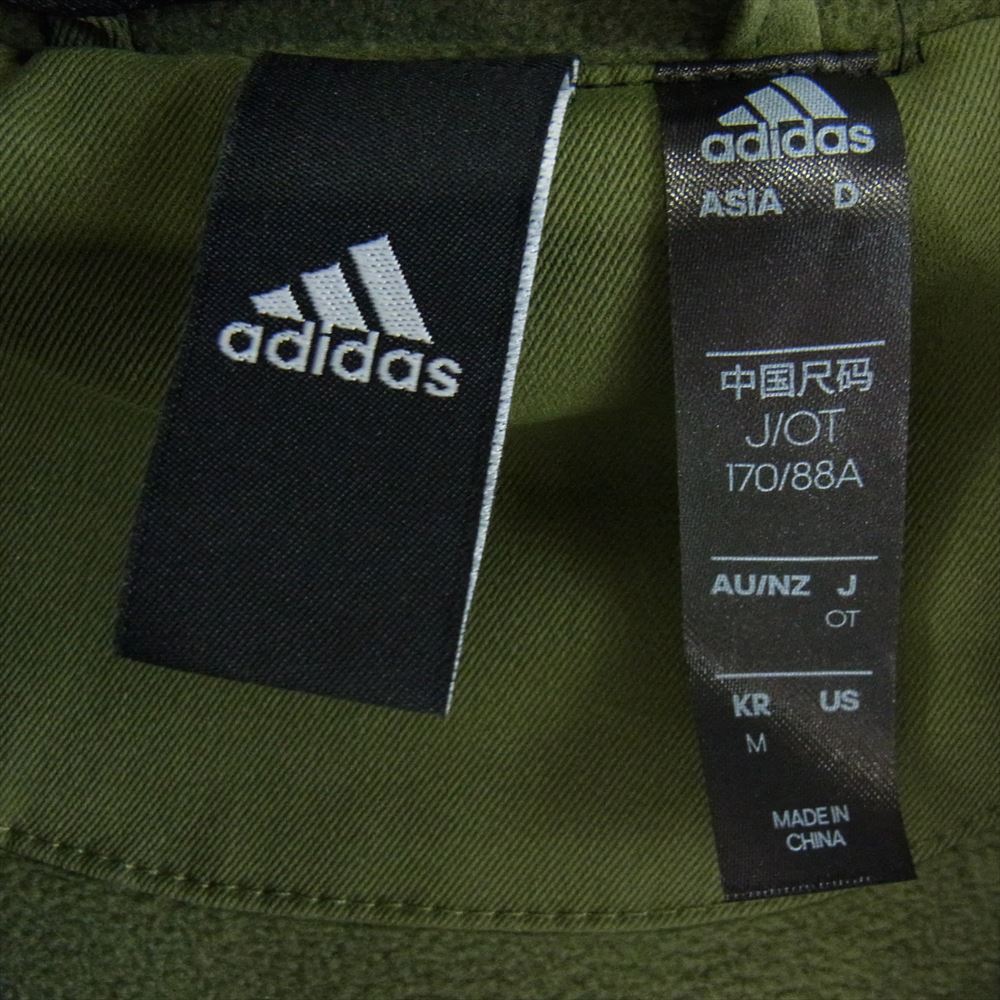 adidas
adidas
ASIA D
中国尺码
J/OT
170/88A
AU/NZ J
OT
KR US
M
MADE IN
CHINA